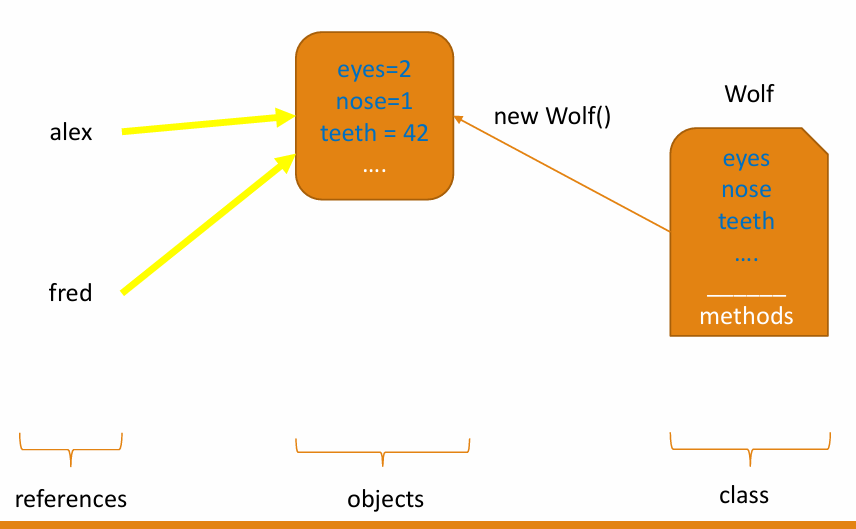 alex
fred
eyes=2
nose=1
teeth = 42
....
new Wolf()
Wolf
eyes
nose
teeth
....
______
methods
references
objects
class